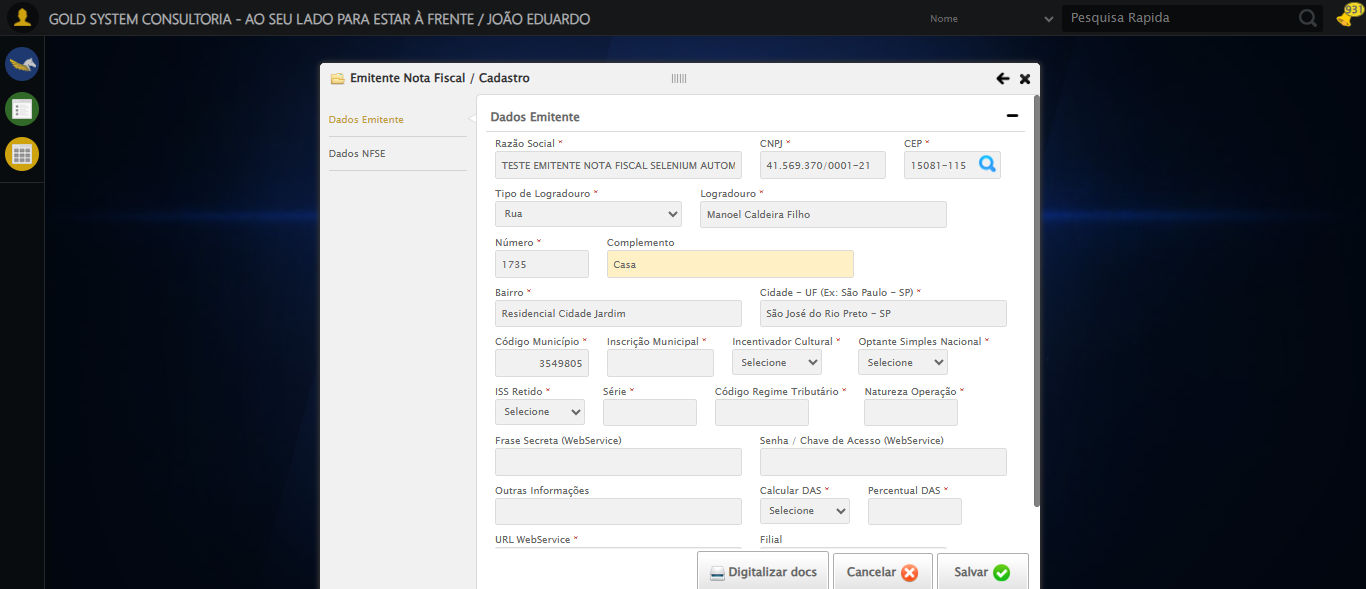 GOLD SYSTEM CONSULTORIA - AO SEU LADO PARA ESTAR À FRENTE / JOÃO EDUARDO
Nome
Pesquisa Rapida
931
Emitente Nota Fiscal / Cadastro
Dados Emitente
Dados NFSE
Dados Emitente
Razão Social * CNPJ * CEP *
TESTE EMITENTE NOTA FISCAL SELENIUM AUTOM 41.569.370/0001-21 15081-115
Tipo de Logradouro * Logradouro *
Rua Manoel Caldeira Filho
Número * Complemento
1735 Casa
Bairro * Cidade - UF (Ex: São Paulo - SP) *
Residencial Cidade Jardim São José do Rio Preto - SP
Código Município * Inscrição Municipal * Incentivador Cultural * Optante Simples Nacional *
3549805 Selecione Selecione
ISS Retido * Série * Código Regime Tributário * Natureza Operação *
Selecione
Frase Secreta (WebService) Senha / Chave de Acesso (WebService)
Outras Informações Calcular DAS * Percentual DAS *
Selecione
URL WebService * Filial
Digitalizar docs Cancelar Salvar